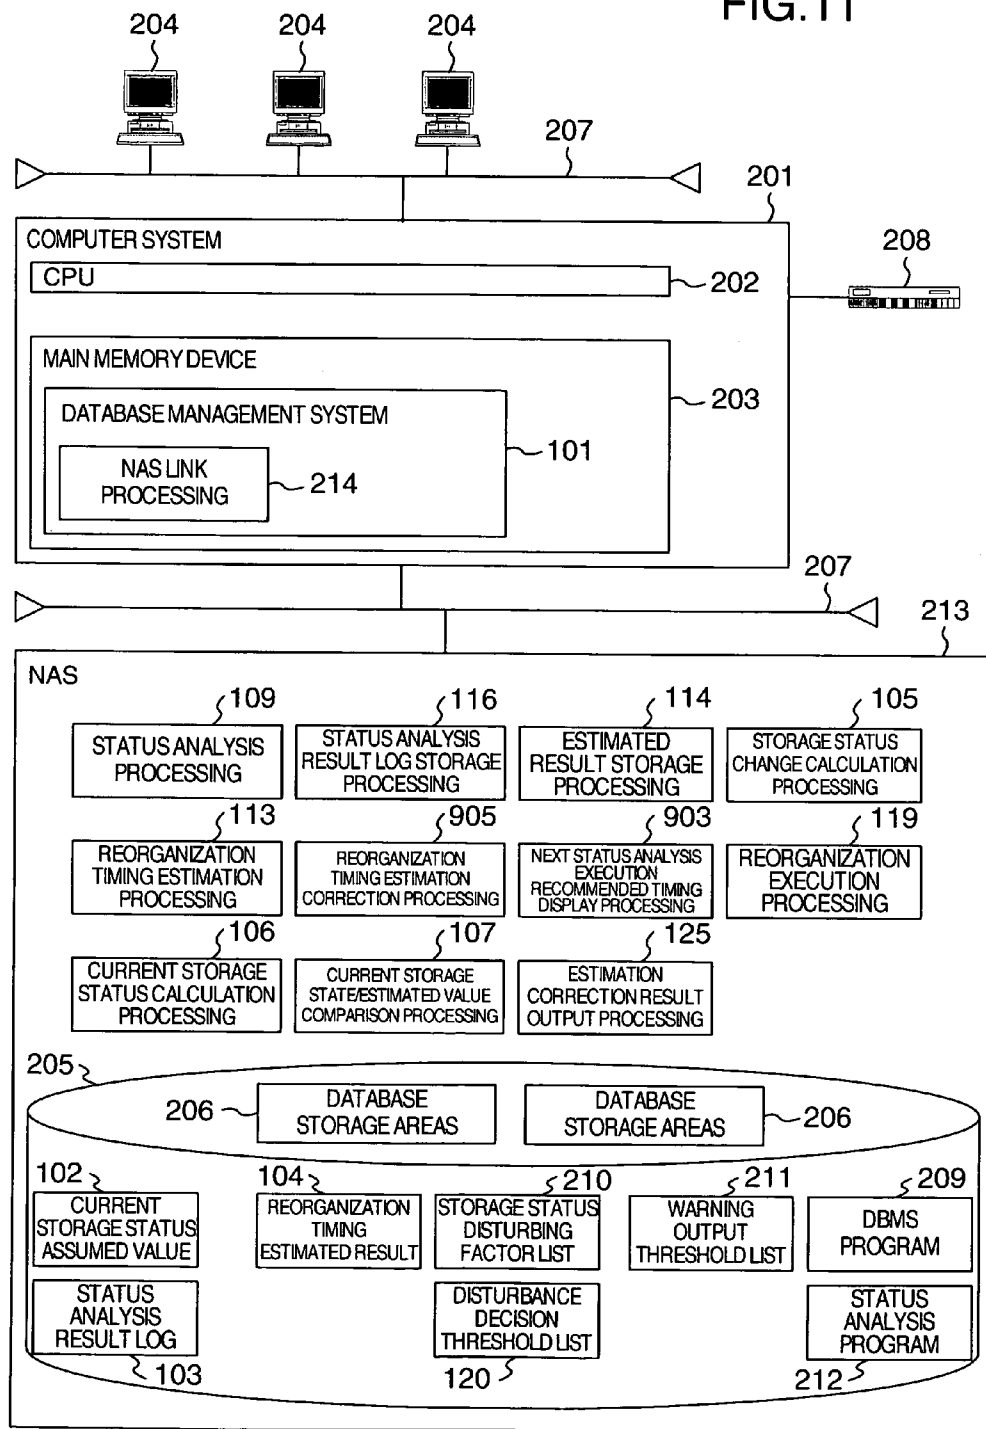 FIG.11
204
204
204
207
201
COMPUTER SYSTEM
CPU
202
208
MAIN MEMORY DEVICE
203
DATABASE MANAGEMENT SYSTEM
101
NAS LINK
PROCESSING
214
207
213
NAS
109
STATUS ANALYSIS
PROCESSING
116
STATUS ANALYSIS
RESULT LOG STORAGE
PROCESSING
114
ESTIMATED
RESULT STORAGE
PROCESSING
105
STORAGE STATUS
CHANGE CALCULATION
PROCESSING
113
REORGANIZATION
TIMING ESTIMATION
PROCESSING
905
REORGANIZATION
TIMING ESTIMATION
CORRECTION PROCESSING
903
NEXT STATUS ANALYSIS
EXECUTION
RECOMMENDED TIMING
DISPLAY PROCESSING
119
REORGANIZATION
EXECUTION
PROCESSING
106
CURRENT STORAGE
STATUS CALCULATION
PROCESSING
107
CURRENT STORAGE
STATE/ESTIMATED VALUE
COMPARISON PROCESSING
125
ESTIMATION
CORRECTION RESULT
OUTPUT PROCESSING
205
206
DATABASE
STORAGE AREAS
DATABASE
STORAGE AREAS
206
102
CURRENT
STORAGE STATUS
ASSUMED VALUE
104
REORGANIZATION
TIMING
ESTIMATED RESULT
210
STORAGE STATUS
DISTURBING
FACTOR LIST
211
WARNING
OUTPUT
THRESHOLD LIST
209
DBMS
PROGRAM
STATUS
ANALYSIS
RESULT LOG
103
DISTURBANCE
DECISION
THRESHOLD LIST
120
STATUS
ANALYSIS
PROGRAM
212